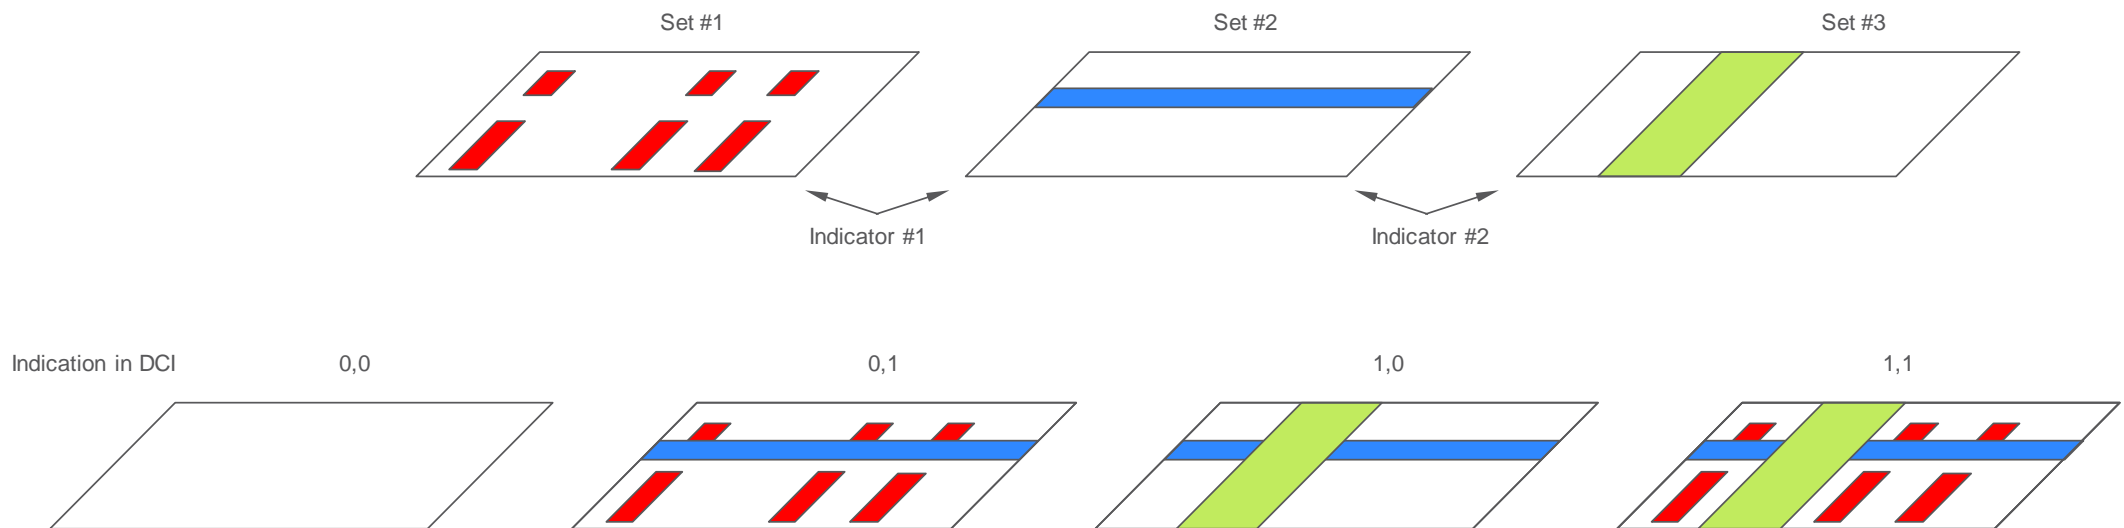 Set #1
Set #2
Set #3
Indicator #1
Indicator #2
Indication in DCI
0,0
0,1
1,0
1,1